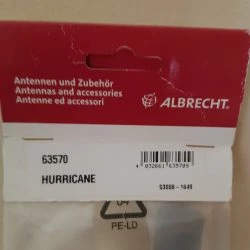 Antennen und Zubehör
Antennas and accessories
Antenne ed accessori
ALBRECHT
63570
HURRICANE
4 032661 635709
S3008-1649
04
PE-LD